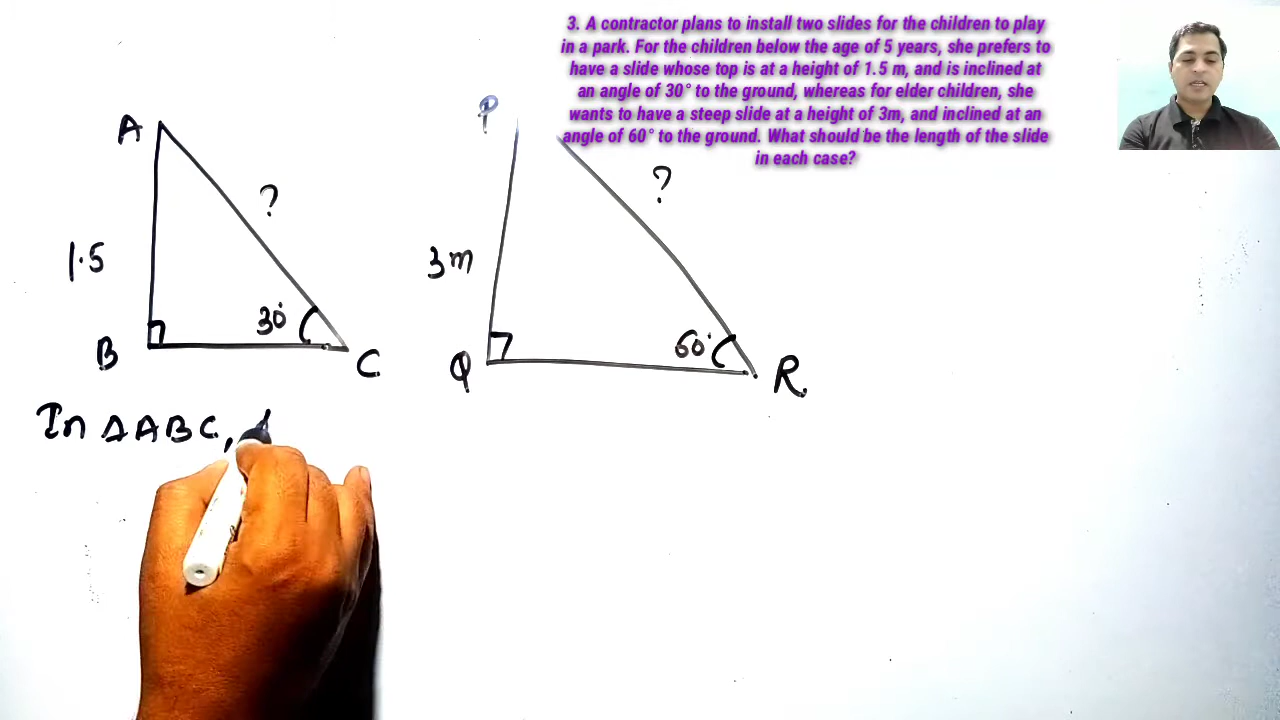 3. A contractor plans to install two slides for the children to play
in a park. For the children below the age of 5 years, she prefers to
have a slide whose top is at a height of 1.5 m, and is inclined at
an angle of 30° to the ground, whereas for elder children, she
wants to have a steep slide at a height of 3m, and inclined at an
angle of 60° to the ground. What should be the length of the slide
in each case?
A
P
?
?
1.5
3m
30°
60°
B
C
Q
R
In △ABC,